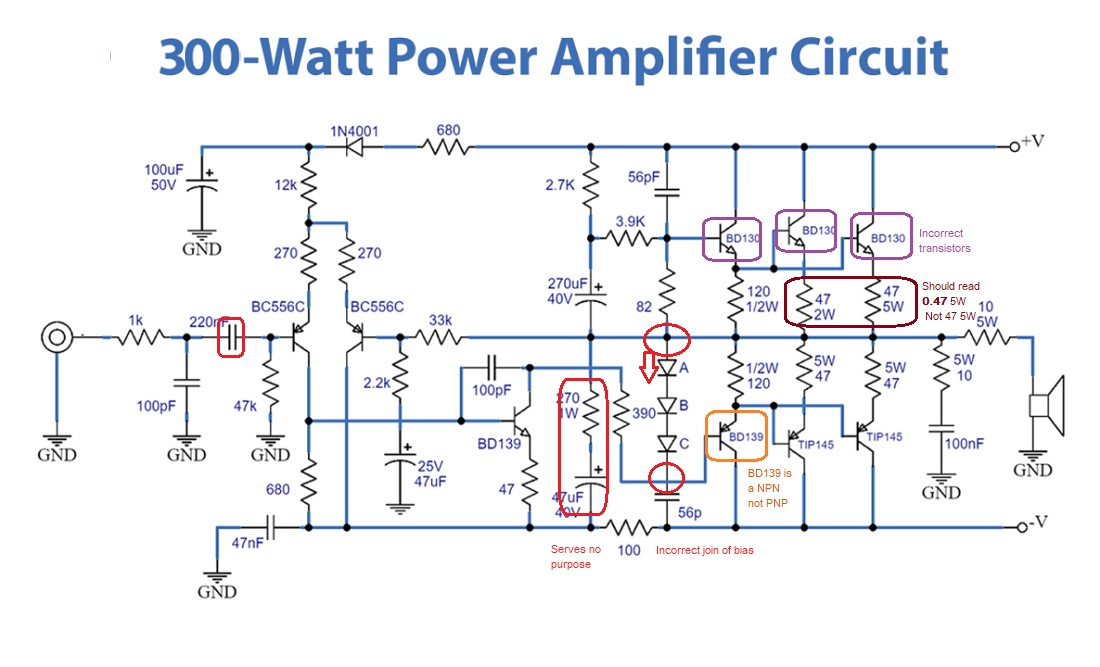 300-Watt Power Amplifier Circuit
1N4001
680
+V
100uF
50V
+
12k
2.7K
56pF
GND
3.9K
BD130
BD130
BD130
Incorrect
transistors
270
270
270uF
40V
+
82
120
1/2W
47
2W
47
5W
Should read
0.47 5W
Not 47 5W
BC556C
BC556C
10
5W
1k
220nF
33k
A
100pF
2.2k
100pF
47k
270
1W
390
B
1/2W
120
5W
47
5W
47
5W
10
BD139
C
BD139
TIP145
TIP145
100nF
GND
GND
GND
+
25V
47uF
+
47uF
40V
BD139 is
a NPN
not PNP
GND
GND
680
47
56p
47nF
-V
Serves no
purpose
100
Incorrect join of bias
GND